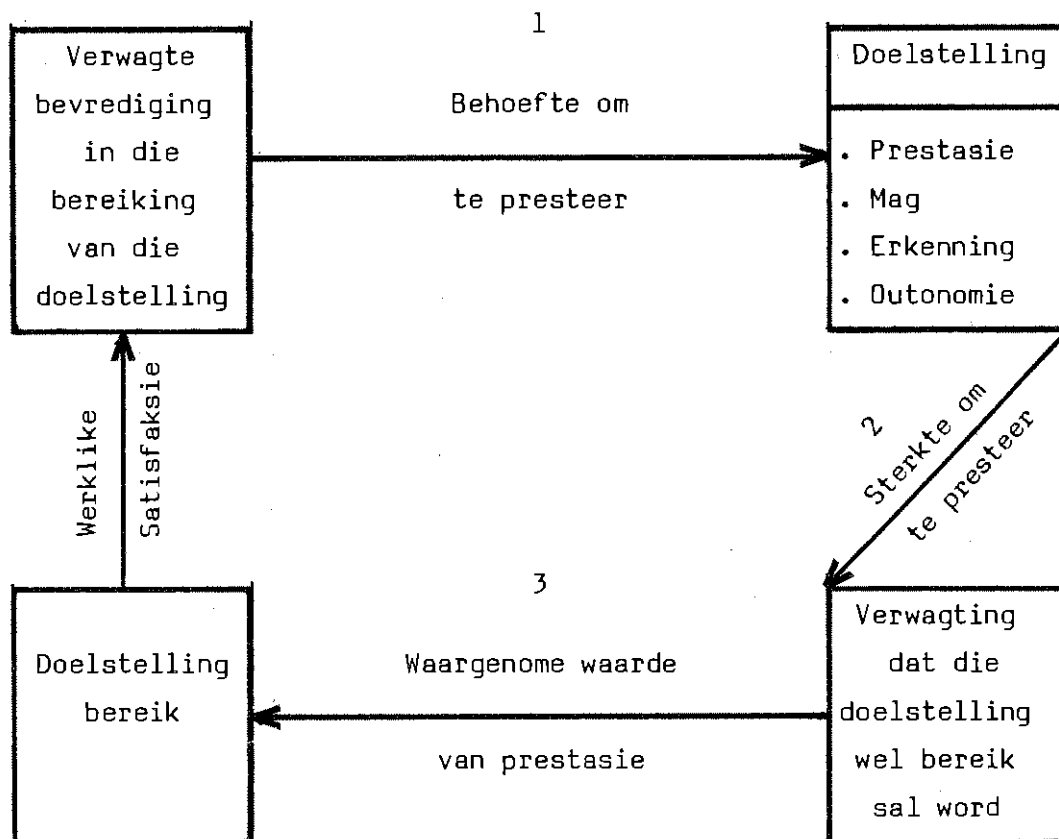 Verwagte
bevrediging
in die
bereiking
van die
doelstelling
1
Behoefte om
te presteer
Doelstelling
. Prestasie
. Mag
. Erkenning
. Outonomie
2
Sterkte om
te presteer
Verwagting
dat die
doelstelling
wel bereik
sal word
3
Waargenome waarde
van prestasie
Doelstelling
bereik
Werklike
Satisfaksie